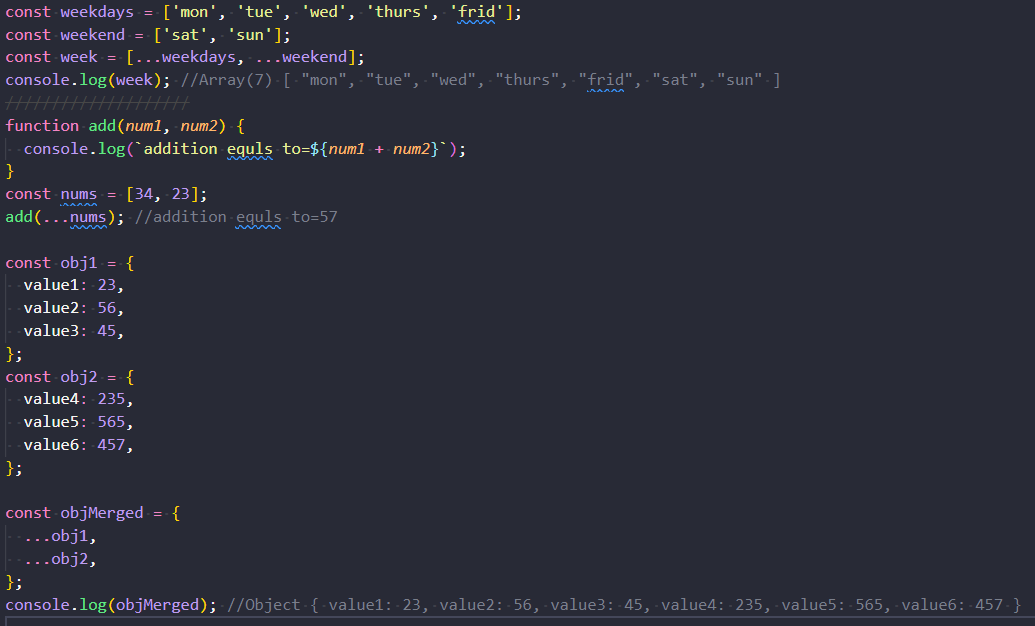 const weekdays = ['mon', 'tue', 'wed', 'thurs', 'frid'];
const weekend = ['sat', 'sun'];
const week = [...weekdays, ...weekend];
console.log(week); //Array(7) [ "mon", "tue", "wed", "thurs", "frid", "sat", "sun" ]
////////////////////
function add(num1, num2) {
  console.log(`addition equls to=${num1 + num2}`);
}
const nums = [34, 23];
add(...nums); //addition equls to=57

const obj1 = {
  value1: 23,
  value2: 56,
  value3: 45,
};
const obj2 = {
  value4: 235,
  value5: 565,
  value6: 457,
};

const objMerged = {
  ...obj1,
  ...obj2,
};
console.log(objMerged); //Object { value1: 23, value2: 56, value3: 45, value4: 235, value5: 565, value6: 457 }